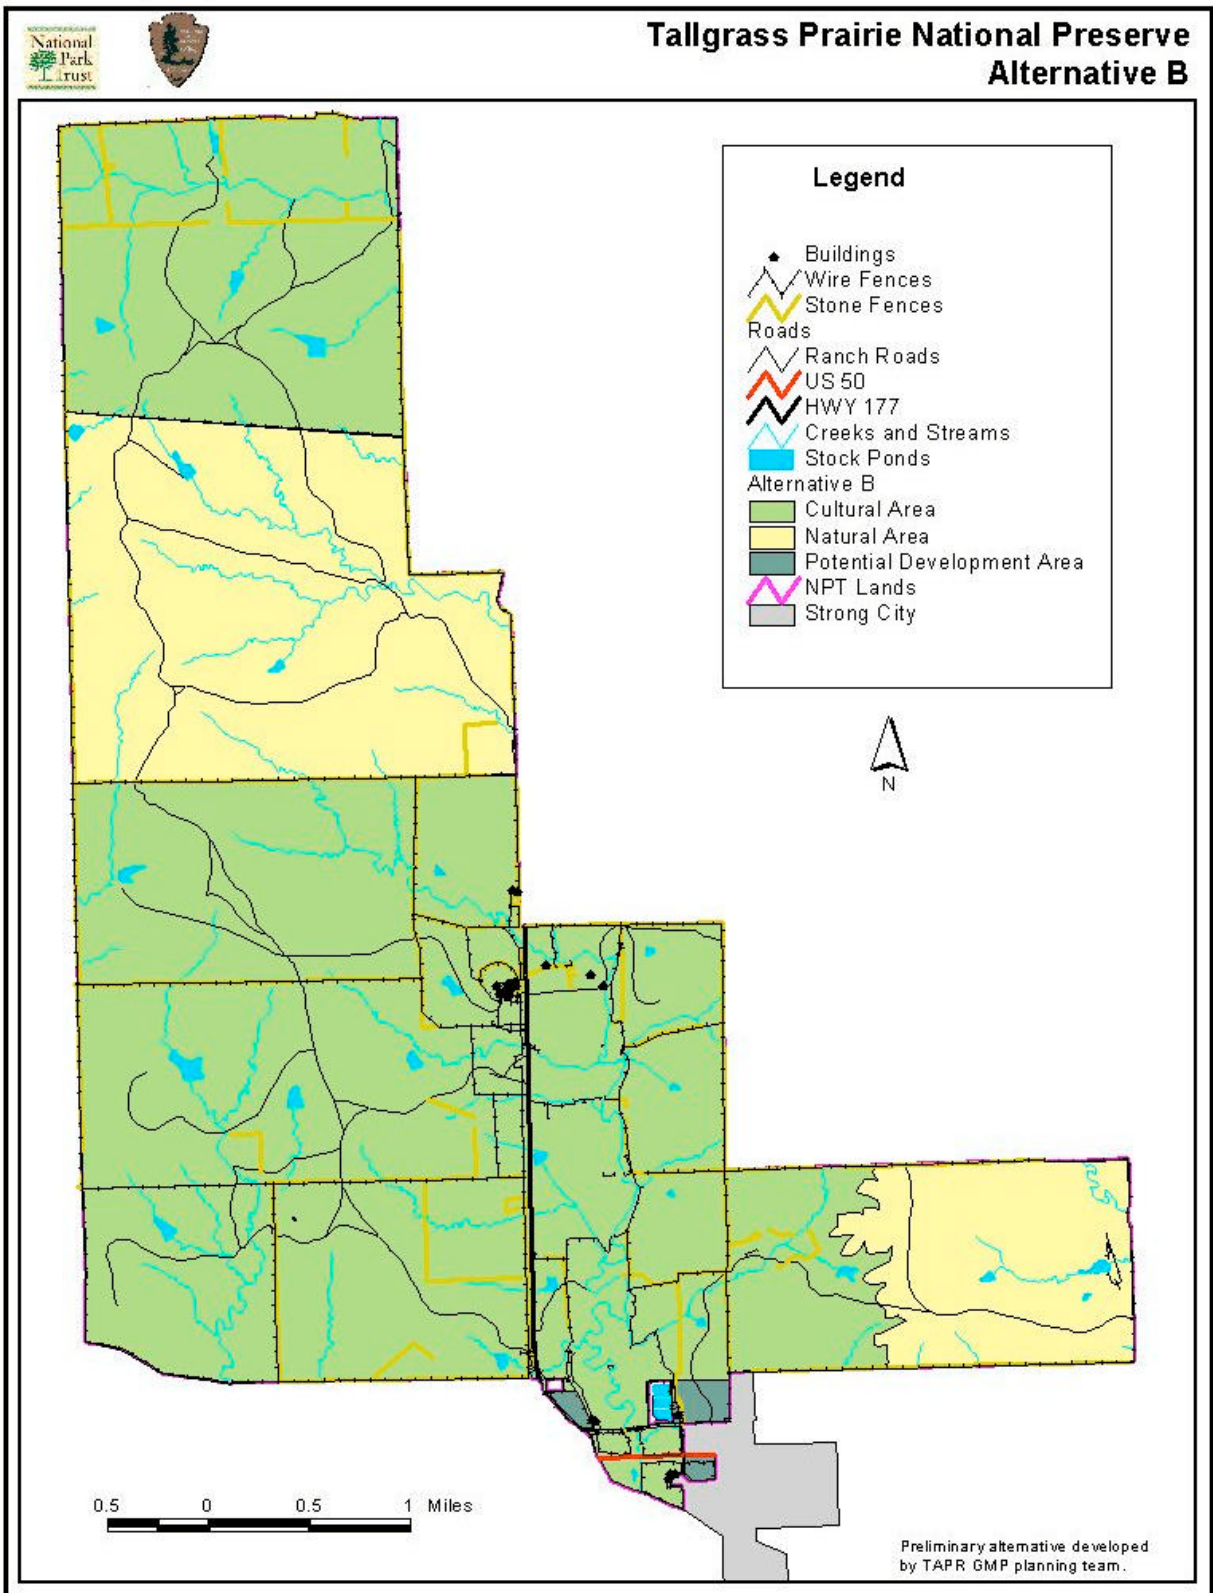 National
Park
Trust
Tallgrass Prairie National Preserve
Alternative B
Legend
Buildings
Wire Fences
Stone Fences
Roads
Ranch Roads
US 50
HWY 177
Creeks and Streams
Stock Ponds
Alternative B
Cultural Area
Natural Area
Potential Development Area
NPT Lands
Strong City
N
0.5 0 0.5 1 Miles
Preliminary alternative developed
by TAPR GMP planning team.